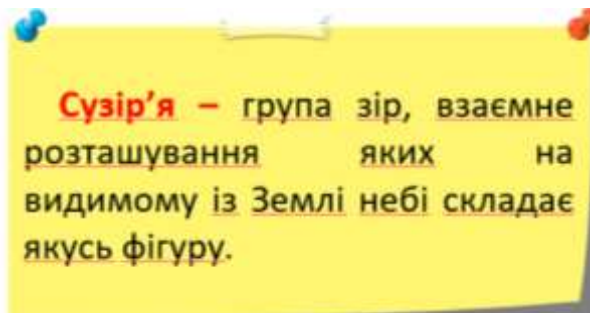 Сузір’я – група зір, взаємне
розташування яких на
видимому із Землі небі складає
якусь фігуру.